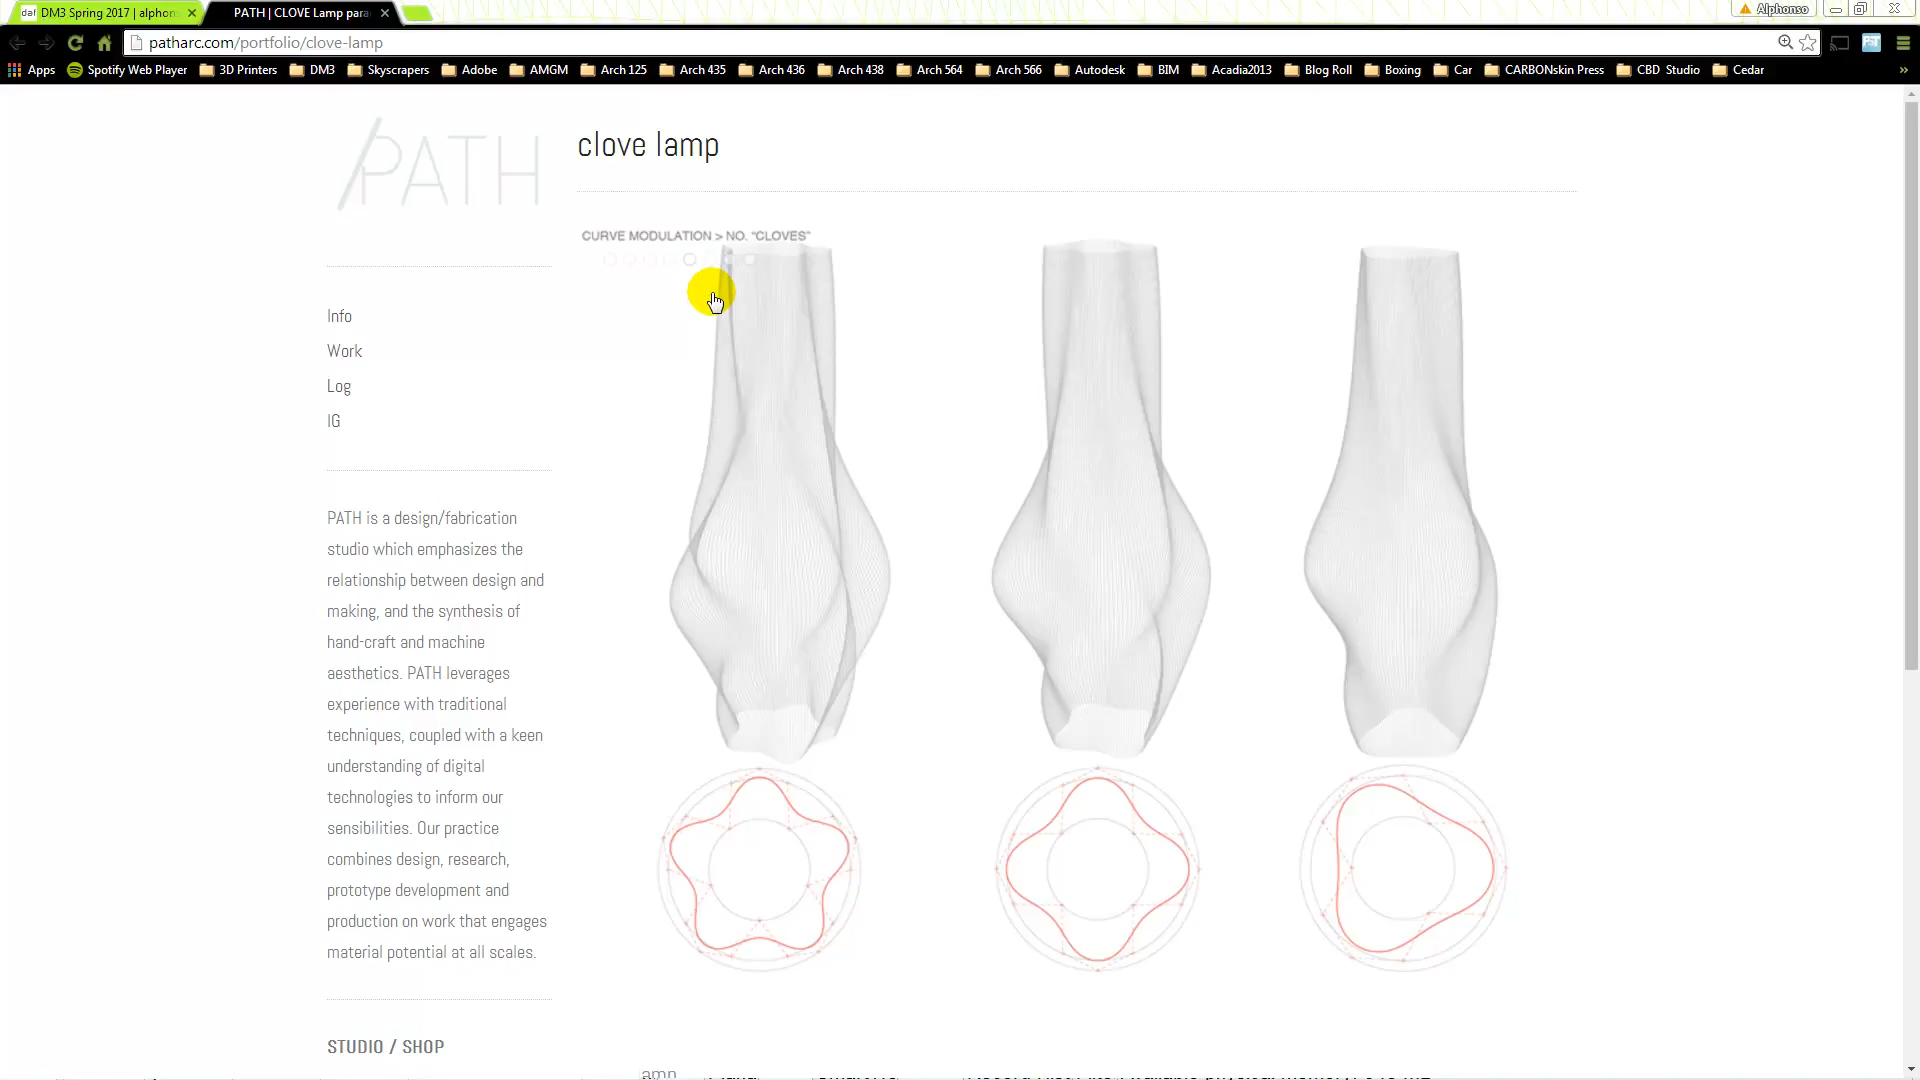 daf DM3 Spring 2017 | alphon
PATH | CLOVE Lamp para
Alphonso
patharc.com/portfolio/clove-lamp
Apps
Spotify Web Player
3D Printers
DM3
Skyscrapers
Adobe
AMGM
Arch 125
Arch 435
Arch 436
Arch 438
Arch 564
Arch 566
Autodesk
BIM
Acadia2013
Blog Roll
Boxing
Car
CARBONskin Press
CBD Studio
Cedar
»
/PATH
clove lamp
CURVE MODULATION > NO. "CLOVES"
Info
Work
Log
IG
PATH is a design/fabrication
studio which emphasizes the
relationship between design and
making, and the synthesis of
hand-craft and machine
aesthetics. PATH leverages
experience with traditional
techniques, coupled with a keen
understanding of digital
technologies to inform our
sensibilities. Our practice
combines design, research,
prototype development and
production on work that engages
material potential at all scales.
STUDIO / SHOP